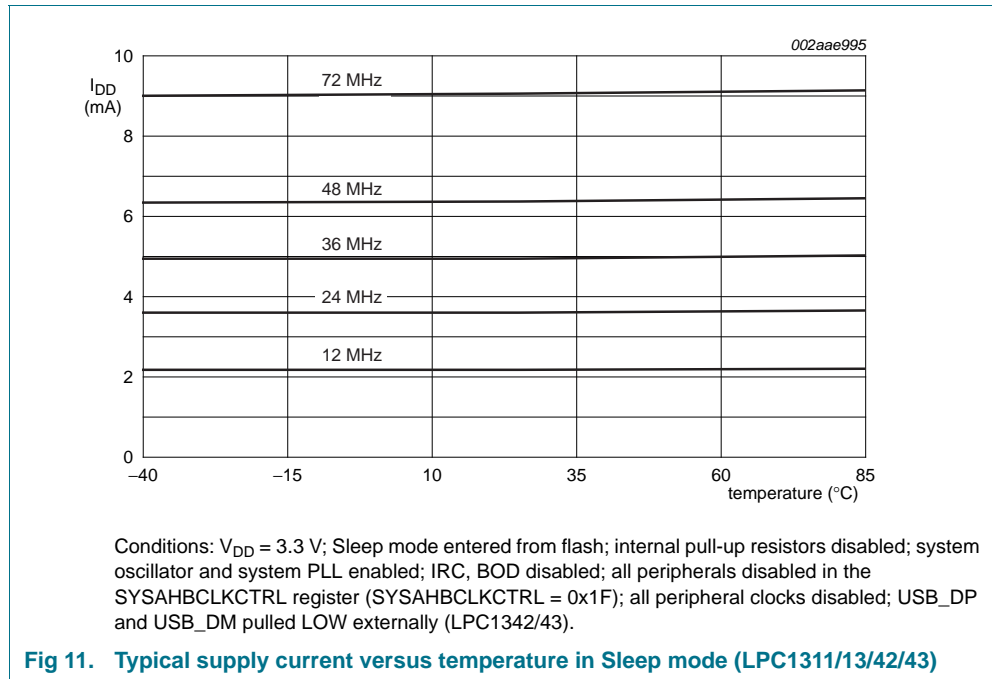 002aae995
10
I_DD
(mA)
72 MHz
8
48 MHz
6
36 MHz
4
24 MHz
12 MHz
2
0
−40
−15
10
35
60
85
temperature (°C)
Conditions: V_DD = 3.3 V; Sleep mode entered from flash; internal pull-up resistors disabled; system
oscillator and system PLL enabled; IRC, BOD disabled; all peripherals disabled in the
SYSAHBCLKCTRL register (SYSAHBCLKCTRL = 0x1F); all peripheral clocks disabled; USB_DP
and USB_DM pulled LOW externally (LPC1342/43).
Fig 11. Typical supply current versus temperature in Sleep mode (LPC1311/13/42/43)